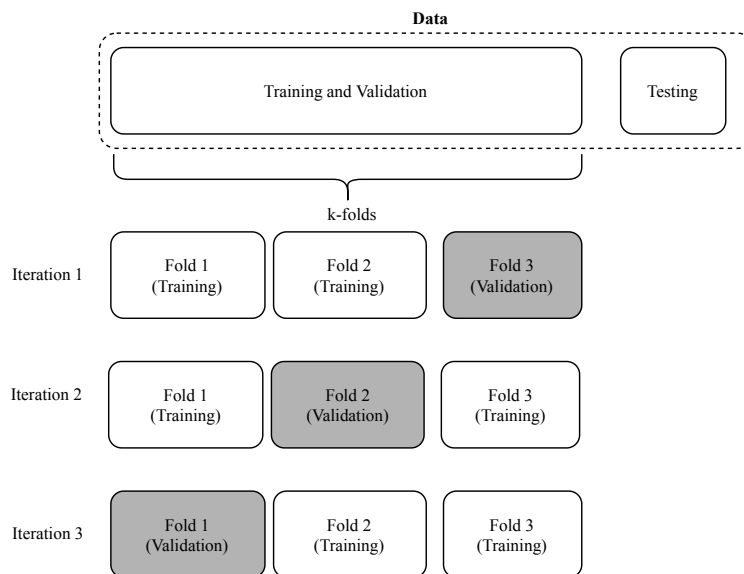 Data
Training and Validation
Testing
k-folds
Iteration 1
Fold 1
(Training)
Fold 2
(Training)
Fold 3
(Validation)
Iteration 2
Fold 1
(Training)
Fold 2
(Validation)
Fold 3
(Training)
Iteration 3
Fold 1
(Validation)
Fold 2
(Training)
Fold 3
(Training)